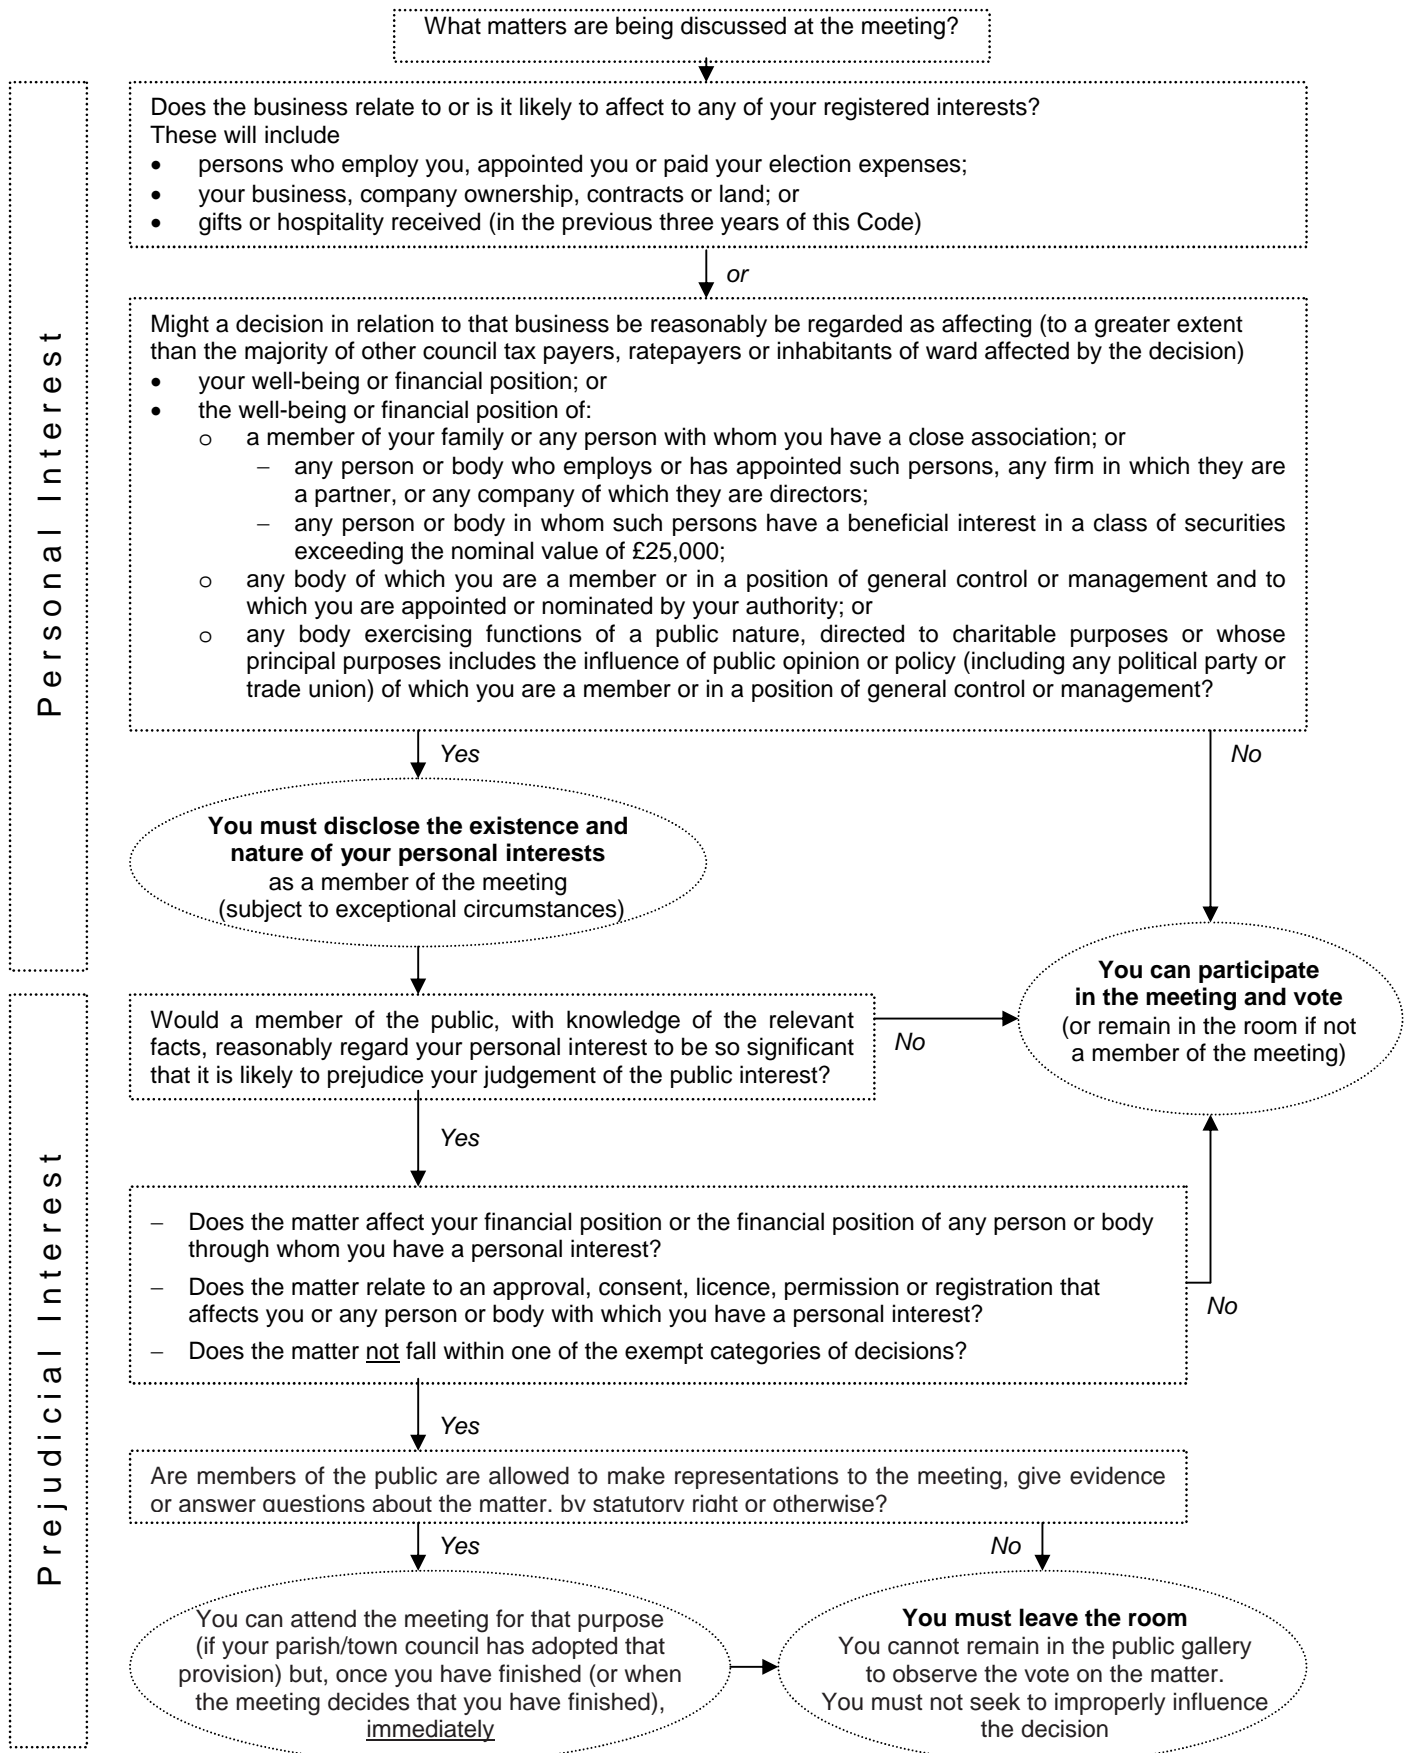 What matters are being discussed at the meeting?
Personal Interest
Does the business relate to or is it likely to affect to any of your registered interests?
These will include
• persons who employ you, appointed you or paid your election expenses;
• your business, company ownership, contracts or land; or
• gifts or hospitality received (in the previous three years of this Code)
or
Might a decision in relation to that business be reasonably be regarded as affecting (to a greater extent
than the majority of other council tax payers, ratepayers or inhabitants of ward affected by the decision)
• your well-being or financial position; or
• the well-being or financial position of:
o a member of your family or any person with whom you have a close association; or
– any person or body who employs or has appointed such persons, any firm in which they are
a partner, or any company of which they are directors;
– any person or body in whom such persons have a beneficial interest in a class of securities
exceeding the nominal value of £25,000;
o any body of which you are a member or in a position of general control or management and to
which you are appointed or nominated by your authority; or
o any body exercising functions of a public nature, directed to charitable purposes or whose
principal purposes includes the influence of public opinion or policy (including any political party or
trade union) of which you are a member or in a position of general control or management?
Yes
No
You must disclose the existence and
nature of your personal interests
as a member of the meeting
(subject to exceptional circumstances)
You can participate
in the meeting and vote
(or remain in the room if not
a member of the meeting)
Prejudicial Interest
Would a member of the public, with knowledge of the relevant
facts, reasonably regard your personal interest to be so significant
that it is likely to prejudice your judgement of the public interest?
No
Yes
– Does the matter affect your financial position or the financial position of any person or body
through whom you have a personal interest?
– Does the matter relate to an approval, consent, licence, permission or registration that
affects you or any person or body with which you have a personal interest?
– Does the matter not fall within one of the exempt categories of decisions?
No
Yes
Are members of the public are allowed to make representations to the meeting, give evidence
or answer questions about the matter, by statutory right or otherwise?
Yes
No
You can attend the meeting for that purpose
(if your parish/town council has adopted that
provision) but, once you have finished (or when
the meeting decides that you have finished),
immediately
You must leave the room
You cannot remain in the public gallery
to observe the vote on the matter.
You must not seek to improperly influence
the decision